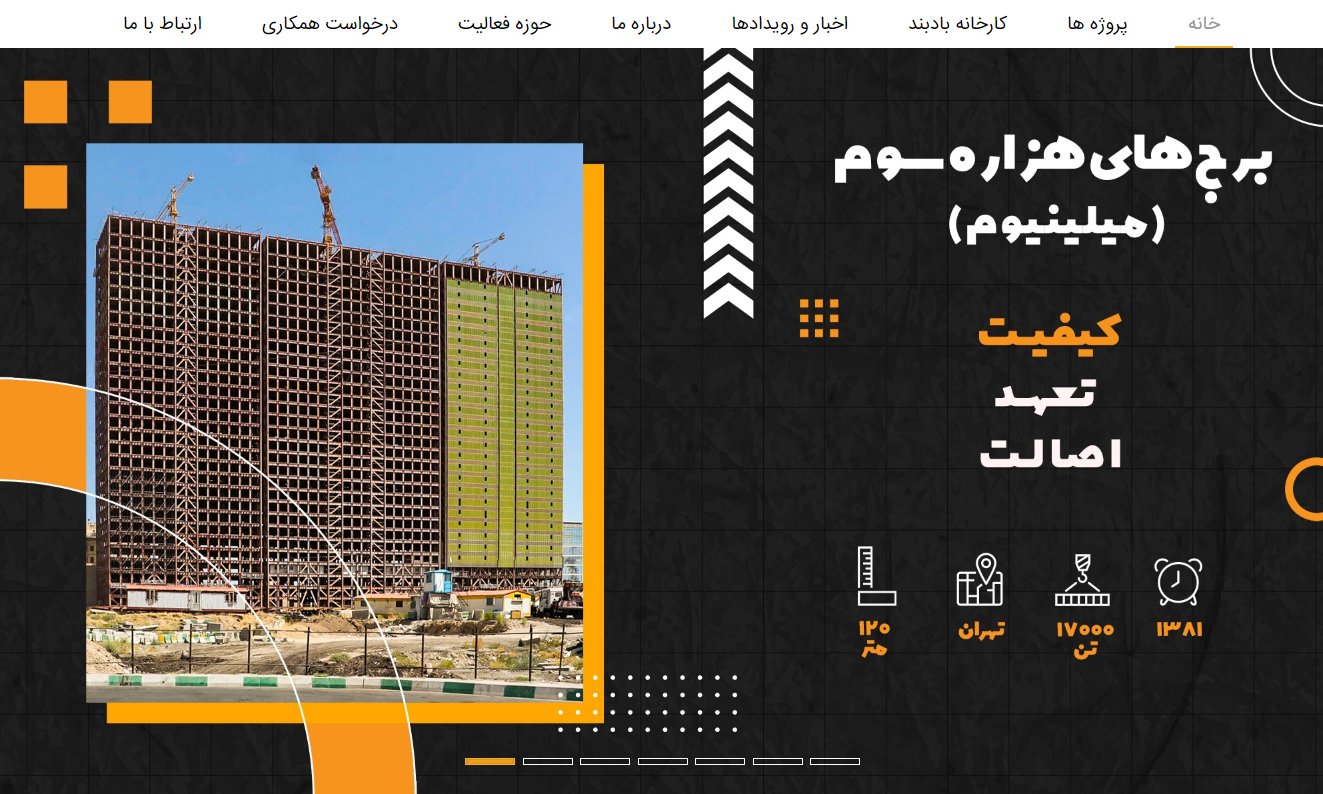 خانه
پروژه ها
کارخانه بادبند
اخبار و رویدادها
درباره ما
حوزه فعالیت
درخواست همکاری
ارتباط با ما
برج‌های هزاره سوم
(میلینیوم)
کیفیت
تعهد
اصالت
۱۳۸۱
۱۷۰۰۰
تن
تهران
۱۲۰
متر